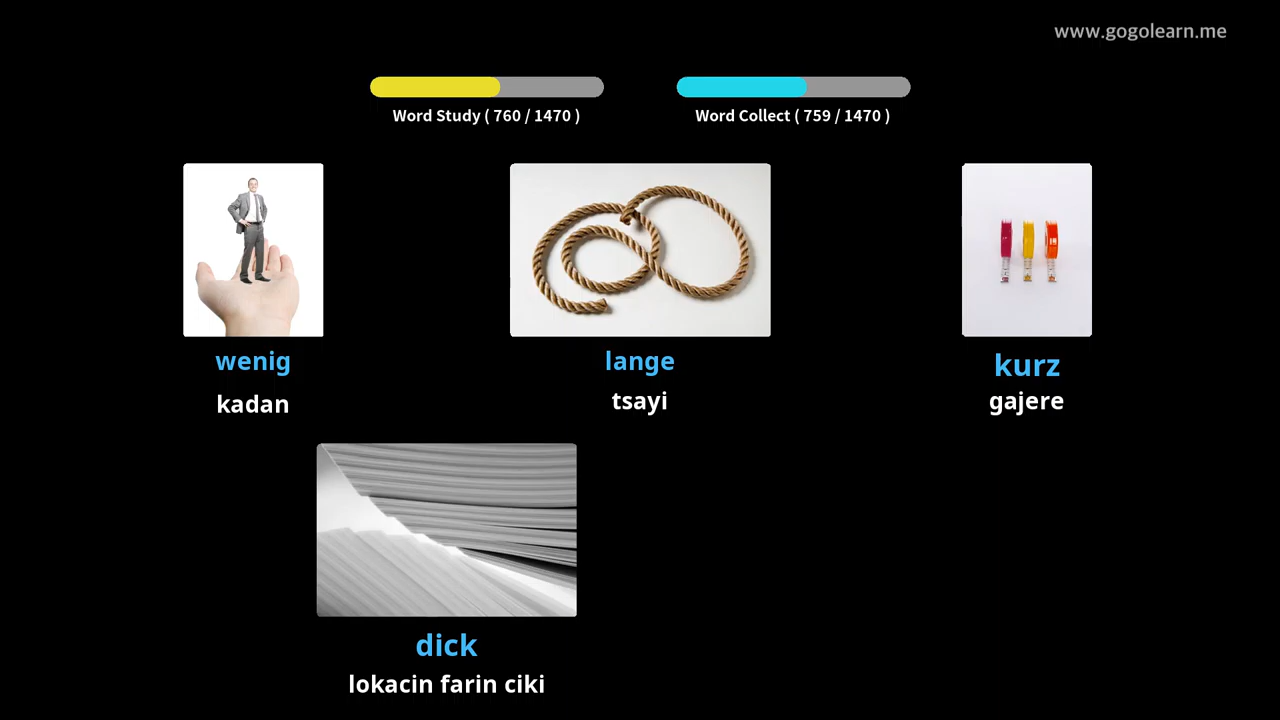 www.gogolearn.me
Word Study ( 760 / 1470 )
Word Collect ( 759 / 1470 )
wenig
kadan
lange
tsayi
kurz
gajere
dick
lokacin farin ciki